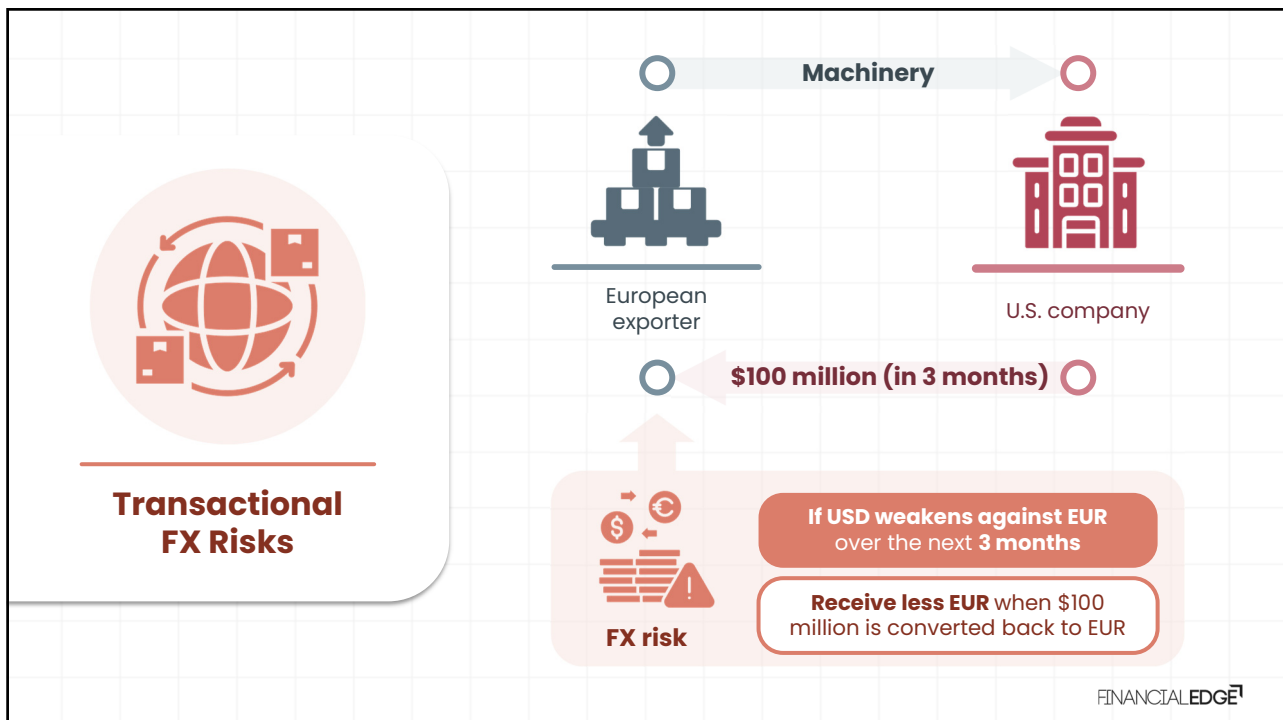 Transactional
FX Risks
Machinery
European
exporter
U.S. company
$100 million (in 3 months)
$
€
!
FX risk
If USD weakens against EUR
over the next 3 months
Receive less EUR when $100
million is converted back to EUR
FINANCIALEDGE